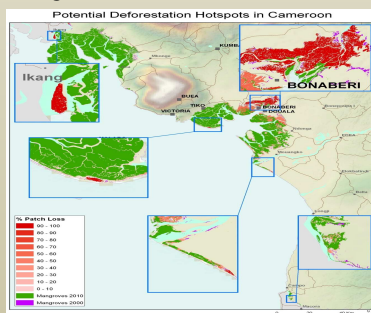 Potential Deforestation Hotspots in Cameroon
KUMB
Ikang
BUEA
TIKO
VICTORIA
BONABERI
BONABERI
DOUALA
EDEA
% Patch Loss
90 - 100
80 - 90
70 - 80
60 - 70
50 - 60
40 - 50
30 - 40
20 - 30
10 - 20
0 - 10
Mangroves 2010
Mangroves 2000